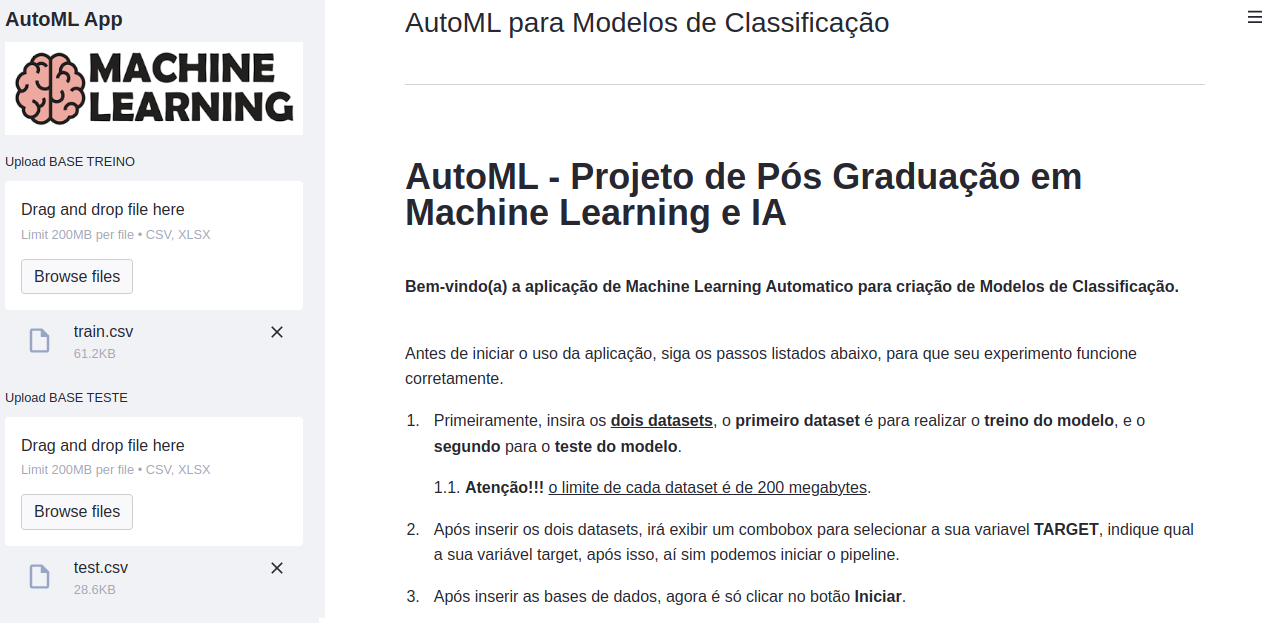 AutoML App
MACHINE
LEARNING
Upload BASE TREINO
Drag and drop file here
Limit 200MB per file • CSV, XLSX
Browse files
train.csv
61.2KB
Upload BASE TESTE
Drag and drop file here
Limit 200MB per file • CSV, XLSX
Browse files
test.csv
28.6KB
AutoML para Modelos de Classificação
AutoML - Projeto de Pós Graduação em
Machine Learning e IA
Bem-vindo(a) a aplicação de Machine Learning Automatico para criação de Modelos de Classificação.
Antes de iniciar o uso da aplicação, siga os passos listados abaixo, para que seu experimento funcione
corretamente.
1. Primeiramente, insira os dois datasets, o primeiro dataset é para realizar o treino do modelo, e o
segundo para o teste do modelo.
1.1. Atenção!!! o limite de cada dataset é de 200 megabytes.
2. Após inserir os dois datasets, irá exibir um combobox para selecionar a sua variavel TARGET, indique qual
a sua variável target, após isso, aí sim podemos iniciar o pipeline.
3. Após inserir as bases de dados, agora é só clicar no botão Iniciar.